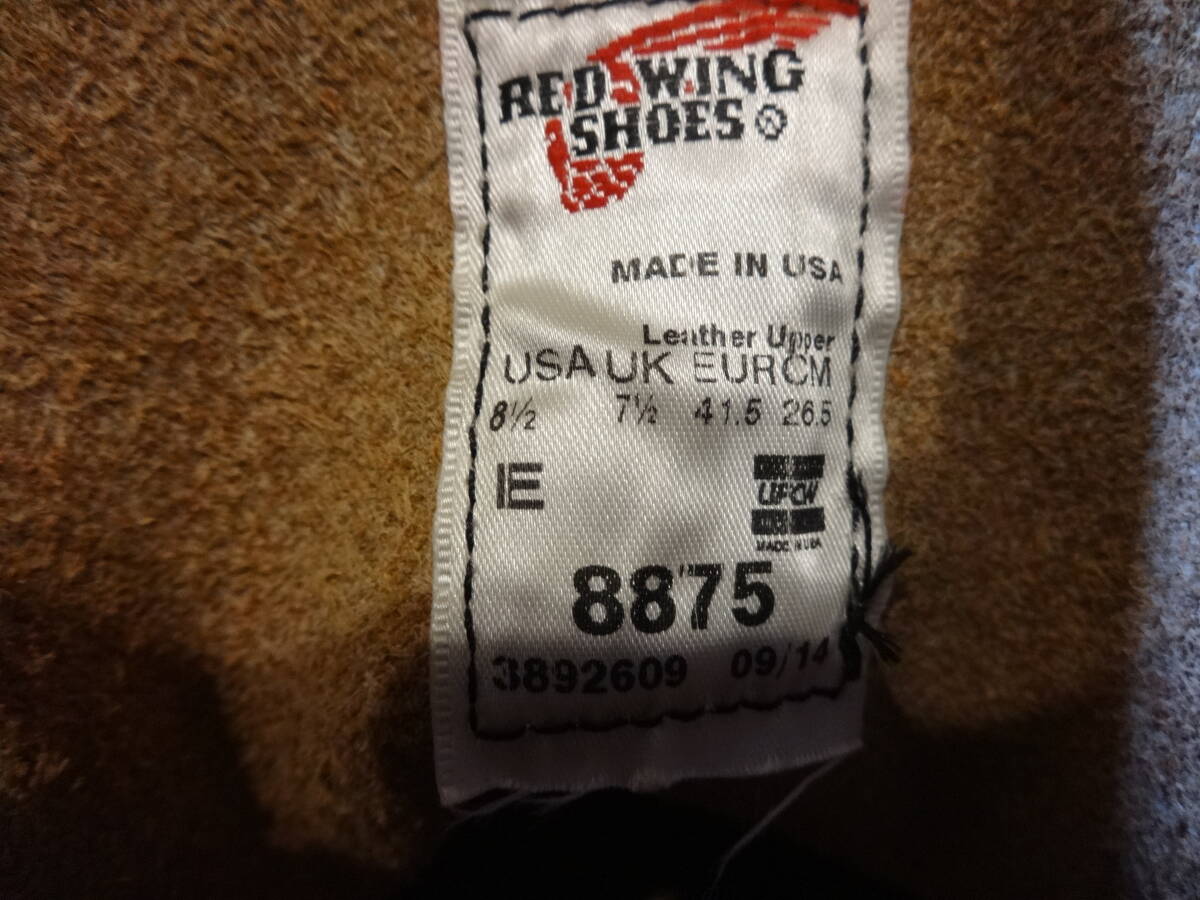 RED WING
SHOES®
MADE IN USA
Leather Upper
USA UK EUR CM
8½ 7½ 41.5 26.5
E
UFCW
MADE IN USA
8875
3892609 09/14